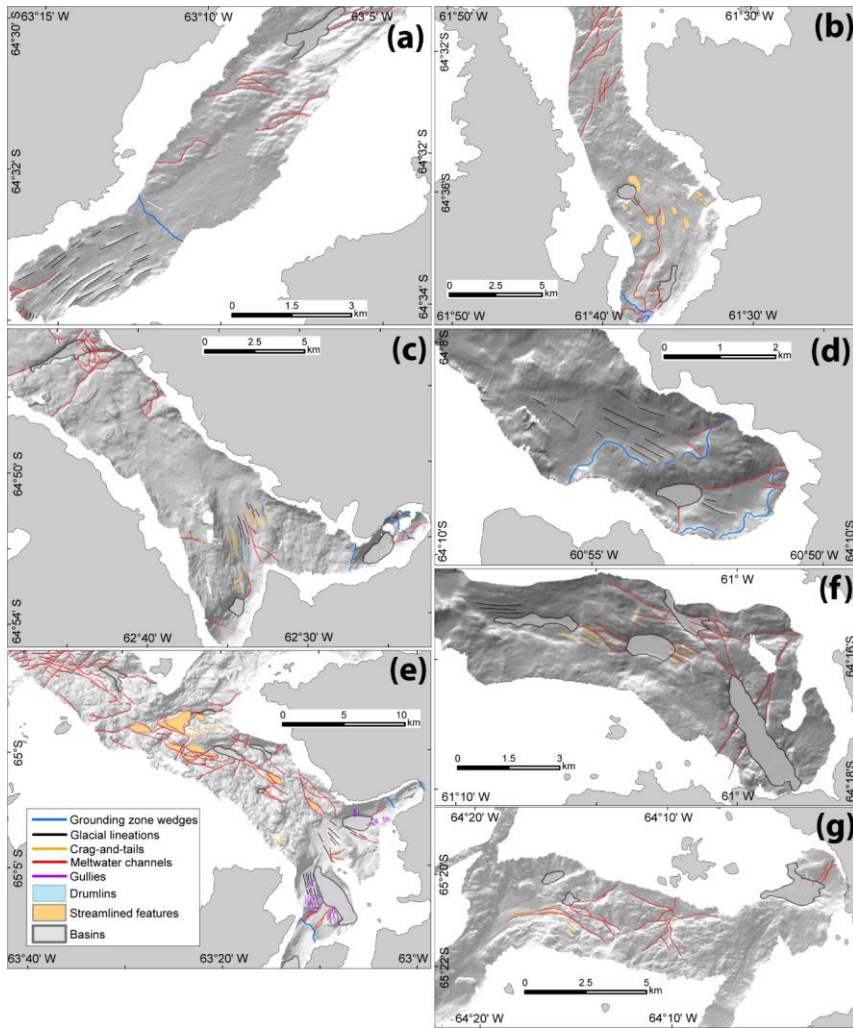 63°15' W
63°10' W
63°5' W
64°30' S
(a)
64°32' S
64°34' S
0 1.5 3
km
61°50' W
61°40' W
61°30' W
64°32' S
(b)
64°36'S
0 2.5 5
km
61°50' W
61°40' W
61°30' W
0 2.5 5
km
(c)
64°50' S
64°10' S
64°54' S
62°40' W
62°30' W
64°8'S
0 1 2
km
(d)
64°10' S
60°55' W
60°50' W
(e)
0 5 10
km
65°S
65°5' S
Grounding zone wedges
Glacial lineations
Crag-and-tails
Meltwater channels
Gullies
Drumlins
Streamlined features
Basins
63°40' W
63°20' W
63°W
61° W
(f)
64°16' S
0 1.5 3
km
64°18' S
61°10' W
61° W
64°20' W
64°10' W
(g)
65°20' S
65°22' S
0 2.5 5
km
64°20' W
64°10' W